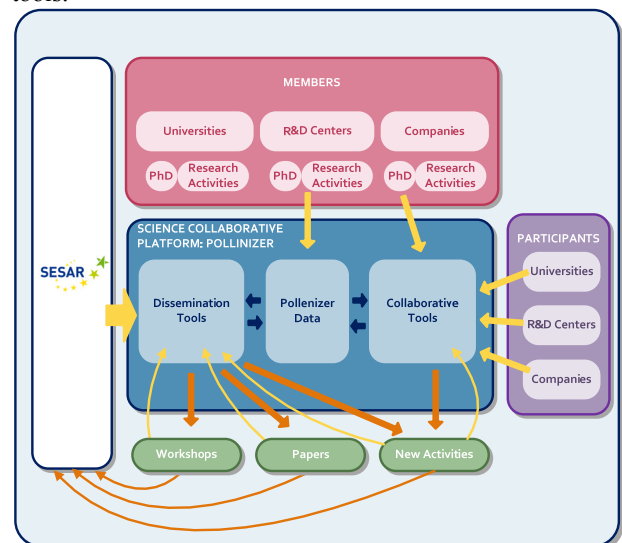 tools.
MEMBERS
Universities
R&D Centers
Companies
PhD
Research
Activities
PhD
Research
Activities
PhD
Research
Activities
SCIENCE COLLABORATIVE
PLATFORM: POLLINIZER
PARTICIPANTS
SESAR
Dissemination
Tools
Pollenizer
Data
Collaborative
Tools
Universities
R&D Centers
Companies
Workshops
Papers
New Activities